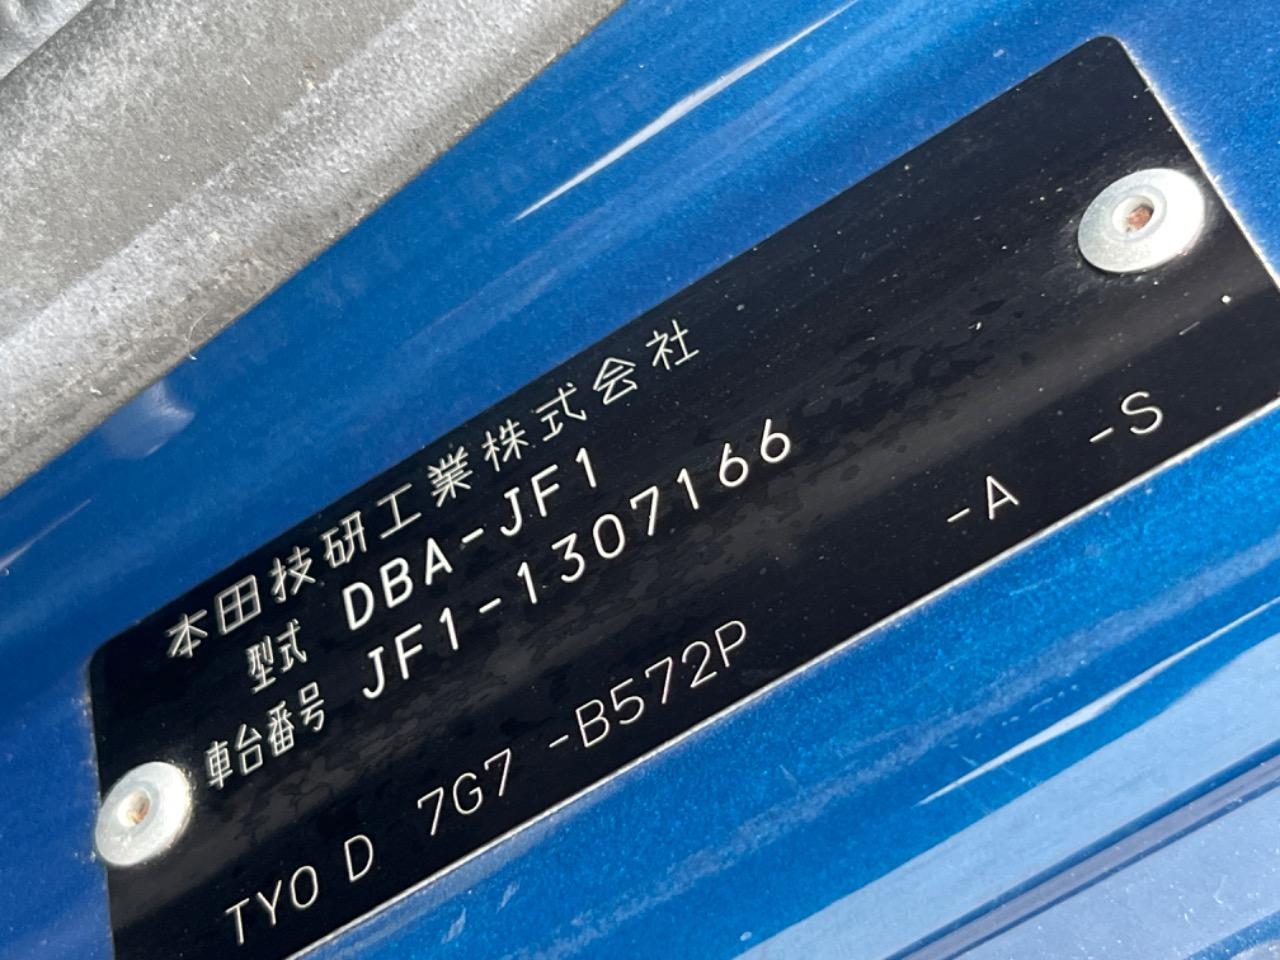 本田技研工業株式会社
型式 DBA-JF1
車台番号 JF1-1307166
TYO D 7G7 -B572P -A -S